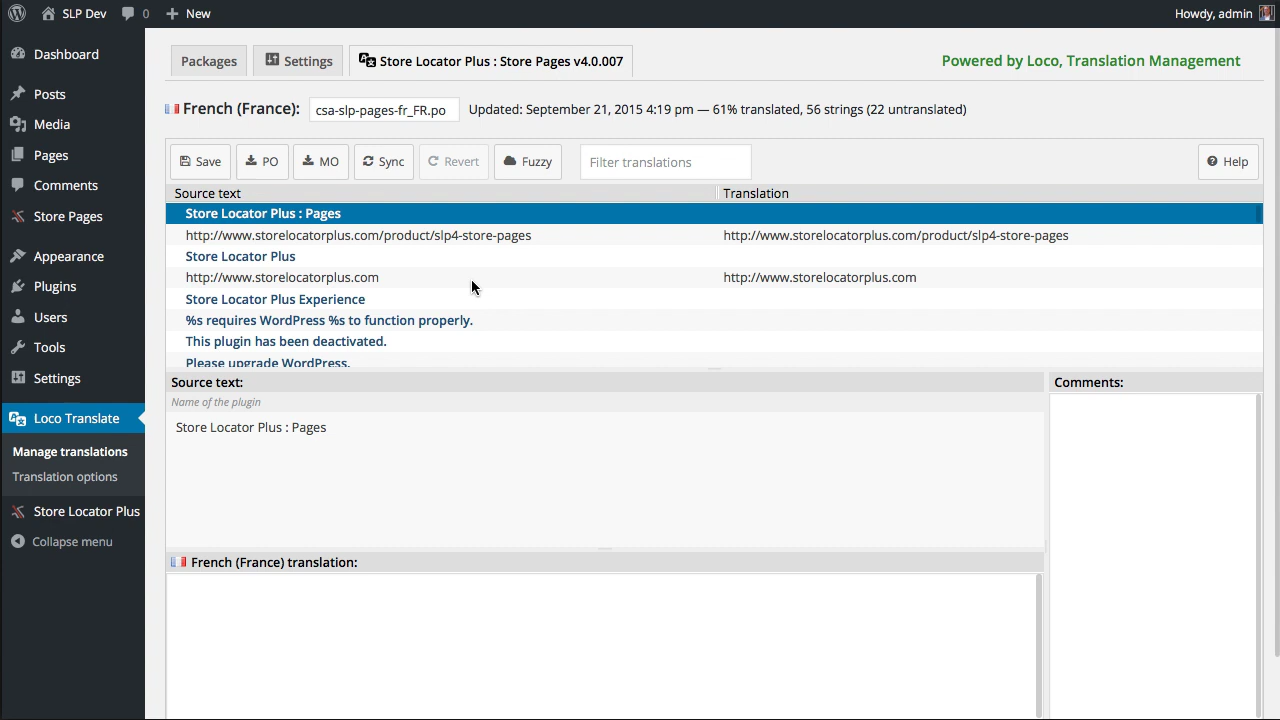 SLP Dev 0 New Howdy, admin
Dashboard
Posts
Media
Pages
Comments
Store Pages
Appearance
Plugins
Users
Tools
Settings
Loco Translate
Manage translations
Translation options
Store Locator Plus
Collapse menu
Packages Settings Store Locator Plus : Store Pages v4.0.007 Powered by Loco, Translation Management
French (France): csa-slp-pages-fr_FR.po Updated: September 21, 2015 4:19 pm — 61% translated, 56 strings (22 untranslated)
Save PO MO Sync Revert Fuzzy Filter translations Help
Source text Translation
Store Locator Plus : Pages
http://www.storelocatorplus.com/product/slp4-store-pages http://www.storelocatorplus.com/product/slp4-store-pages
Store Locator Plus
http://www.storelocatorplus.com http://www.storelocatorplus.com
Store Locator Plus Experience
%s requires WordPress %s to function properly.
This plugin has been deactivated.
Please upgrade WordPress.
Source text: Comments:
Name of the plugin
Store Locator Plus : Pages
French (France) translation: